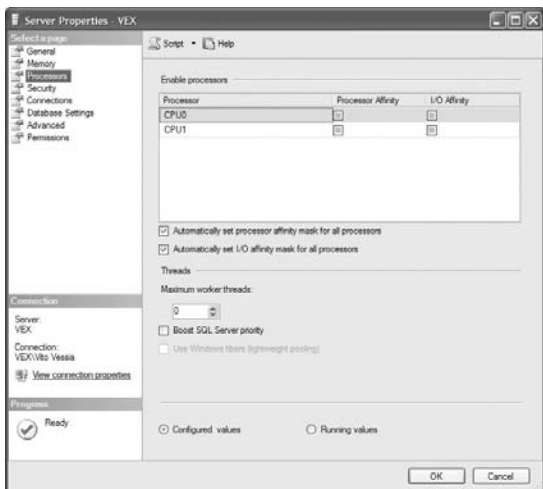 Server Properties - VEX
Select a page
General
Memory
Processors
Security
Connections
Database Settings
Advanced
Permissions
Connection
Server:
VEX
Connection:
VEX\Vito Vessia
View connection properties
Progress
Ready
Script Help
Enable processors
Processor Processor Affinity I/O Affinity
CPU0
CPU1
Automatically set processor affinity mask for all processors
Automatically set I/O affinity mask for all processors
Threads
Maximum worker threads:
0
Boost SQL Server priority
Use Windows fibers (lightweight pooling)
Configured values Running values
OK Cancel